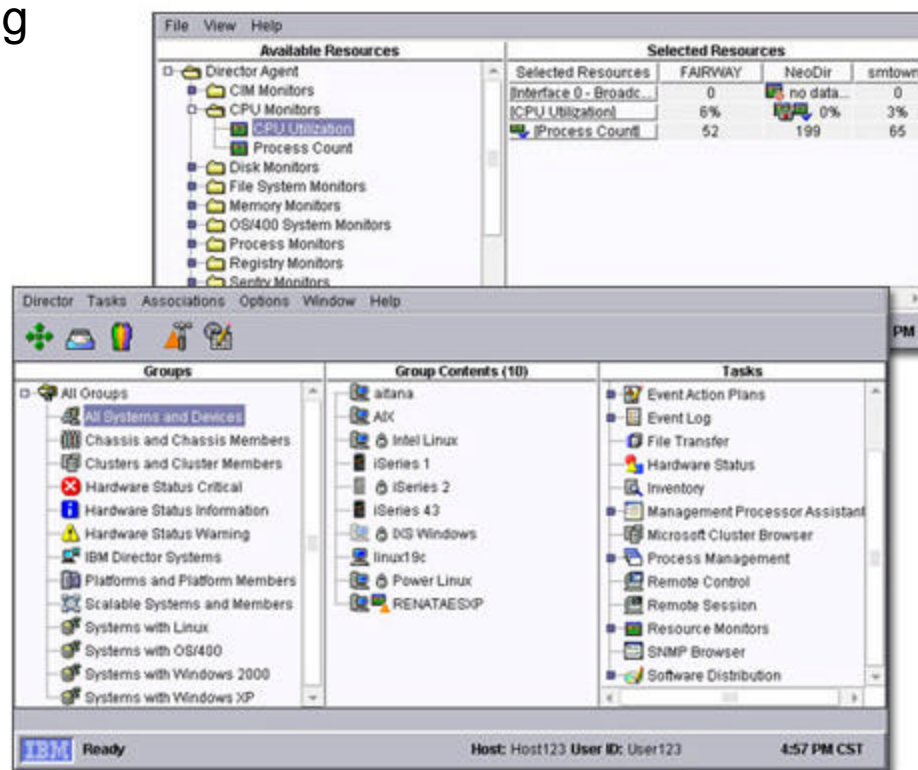 g
File View Help
Available Resources
Selected Resources
Director Agent
CIM Monitors
CPU Monitors
CPU Utilization
Process Count
Disk Monitors
File System Monitors
Memory Monitors
OS/400 System Monitors
Process Monitors
Registry Monitors
Sentry Monitors
Selected Resources FAIRWAY NeoDir smtown
[Interface 0 - Broadc... 0 no data... 0
[CPU Utilization] 6% 0% 3%
[Process Count] 52 199 65
PM
Director Tasks Associations Options Window Help
Groups
All Groups
All Systems and Devices
Chassis and Chassis Members
Clusters and Cluster Members
Hardware Status Critical
Hardware Status Information
Hardware Status Warning
IBM Director Systems
Platforms and Platform Members
Scalable Systems and Members
Systems with Linux
Systems with OS/400
Systems with Windows 2000
Systems with Windows XP
Group Contents (10)
aitana
AIX
Intel Linux
iSeries 1
iSeries 2
iSeries 43
IXS Windows
linux19c
Power Linux
RENATAESXP
Tasks
Event Action Plans
Event Log
File Transfer
Hardware Status
Inventory
Management Processor Assistant
Microsoft Cluster Browser
Process Management
Remote Control
Remote Session
Resource Monitors
SNMP Browser
Software Distribution
IBM Ready Host: Host123 User ID: User123 4:57 PM CST